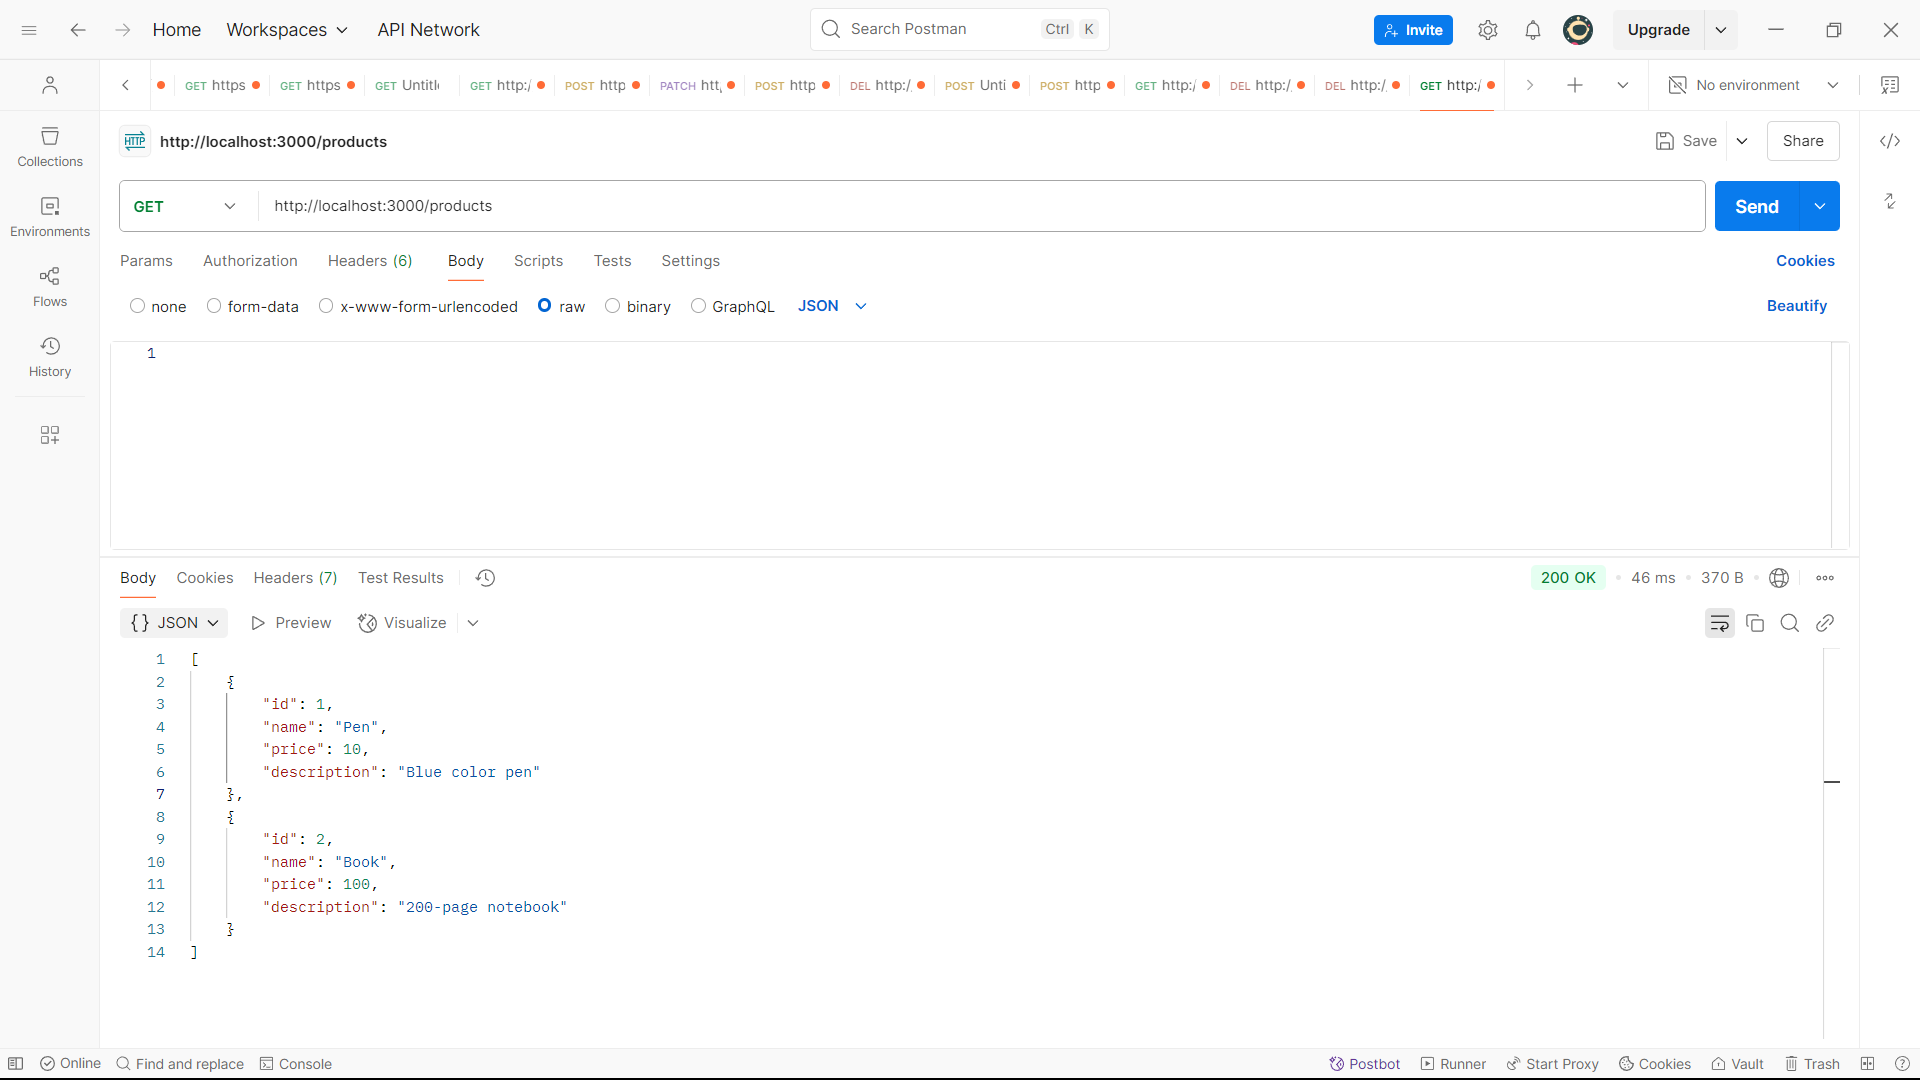 Home Workspaces API Network Search Postman Ctrl K Invite Upgrade
GET https GET https GET Untitl GET http:/ POST http PATCH htt POST http DEL http:/ POST Unti POST http GET http:/ DEL http:/ DEL http:/ GET http:/ No environment
HTTP http://localhost:3000/products Save Share
Collections
GET http://localhost:3000/products Send
Environments
Params Authorization Headers (6) Body Scripts Tests Settings Cookies
Flows
none form-data x-www-form-urlencoded raw binary GraphQL JSON Beautify
History
1
Body Cookies Headers (7) Test Results 200 OK 46 ms 370 B
{} JSON Preview Visualize
1 [
2 {
3 "id": 1,
4 "name": "Pen",
5 "price": 10,
6 "description": "Blue color pen"
7 },
8 {
9 "id": 2,
10 "name": "Book",
11 "price": 100,
12 "description": "200-page notebook"
13 }
14 ]
Online Find and replace Console Postbot Runner Start Proxy Cookies Vault Trash